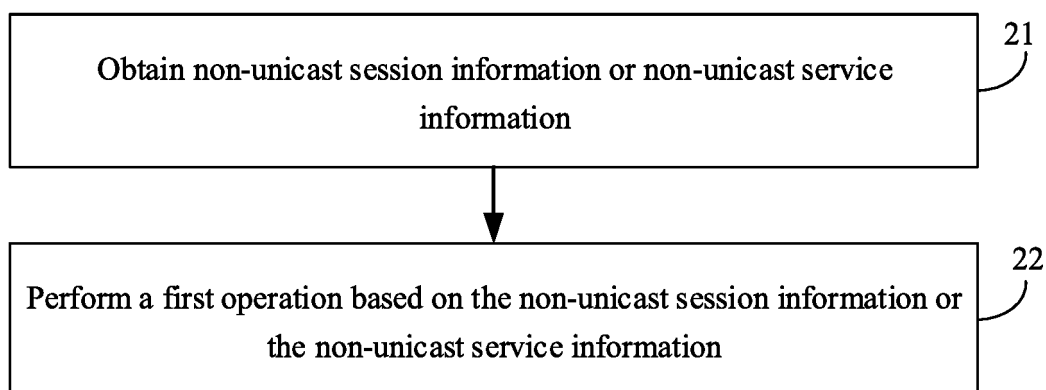 21
Obtain non-unicast session information or non-unicast service
information
22
Perform a first operation based on the non-unicast session information or
the non-unicast service information